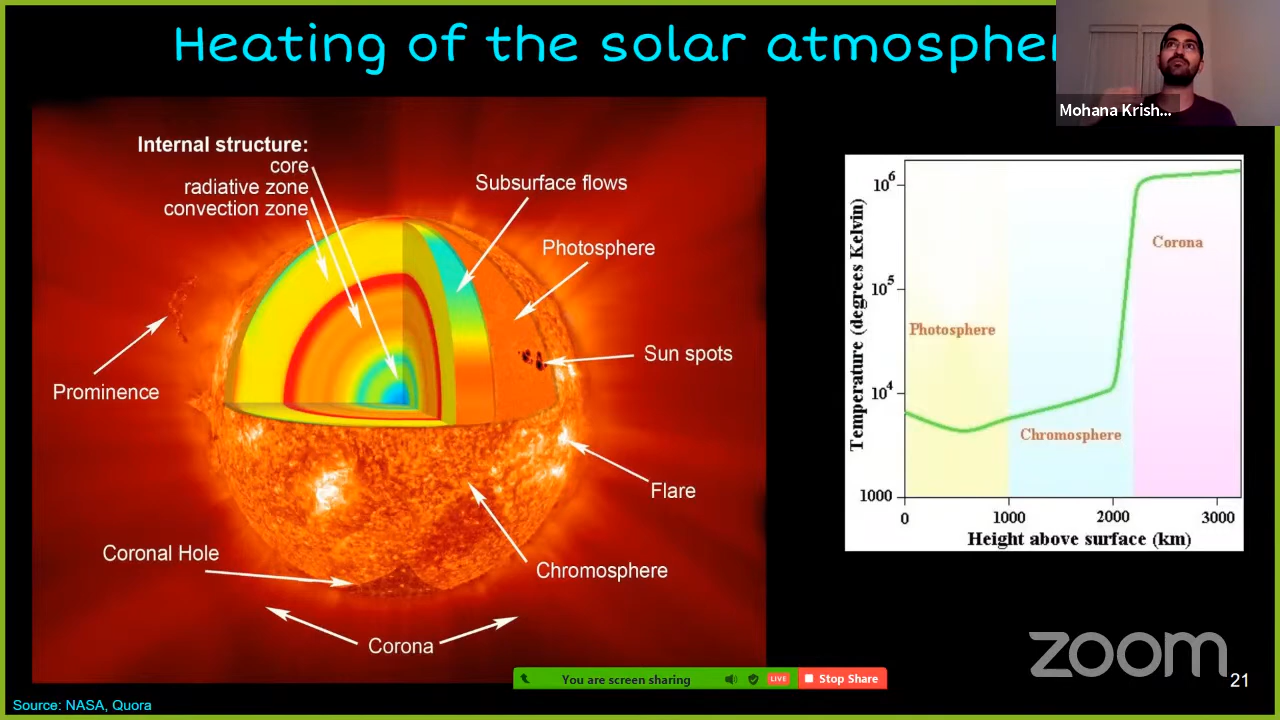 Heating of the solar atmospher
Mohana Krish...
Internal structure:
core
radiative zone
convection zone
Subsurface flows
Photosphere
Sun spots
Prominence
Flare
Coronal Hole
Chromosphere
Corona
Temperature (degrees Kelvin)
10⁶
10⁵
10⁴
1000
Photosphere
Chromosphere
Corona
0 1000 2000 3000
Height above surface (km)
zoom
You are screen sharing LIVE Stop Share
21
Source: NASA, Quora